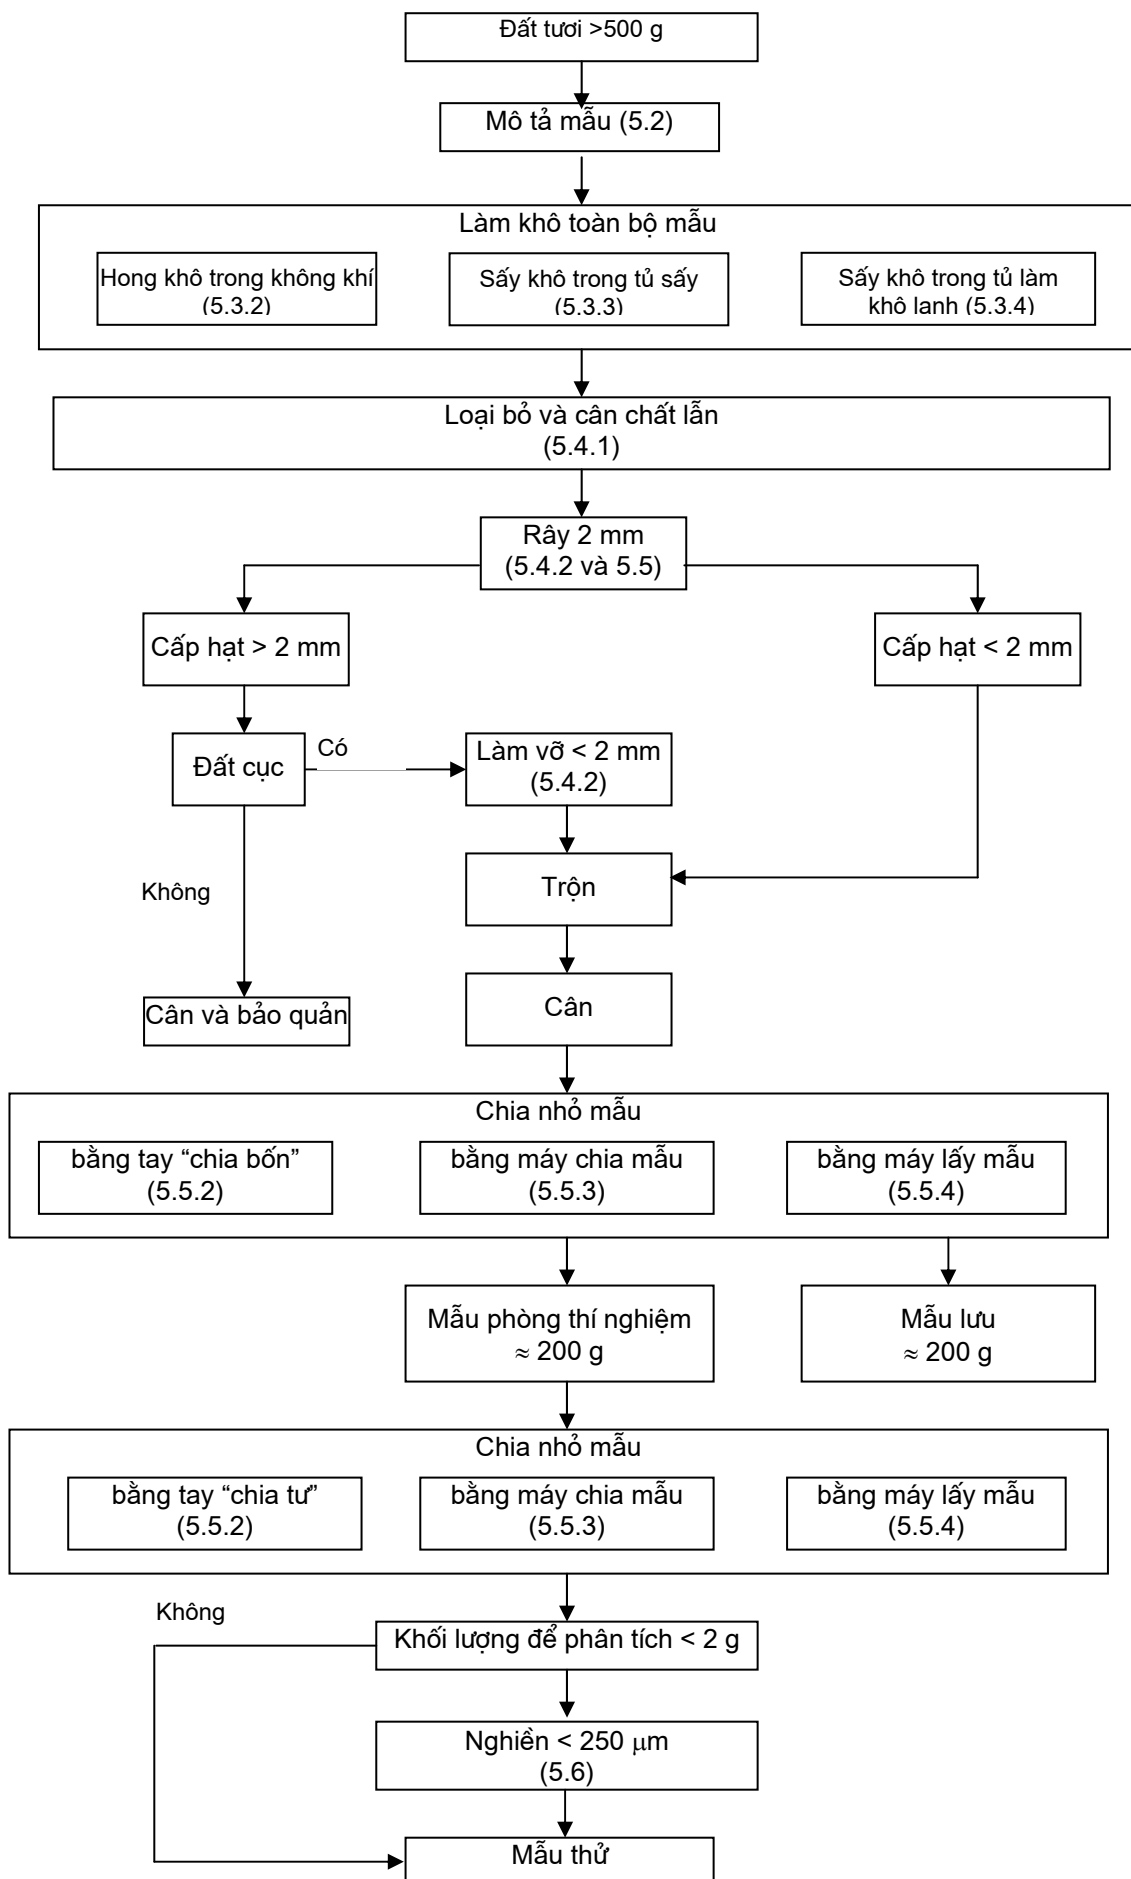 Đất tươi >500 g
Mô tả mẫu (5.2)
Làm khô toàn bộ mẫu
Hong khô trong không khí
(5.3.2)
Sấy khô trong tủ sấy
(5.3.3)
Sấy khô trong tủ làm
khô lanh (5.3.4)
Loại bỏ và cân chất lẫn
(5.4.1)
Rây 2 mm
(5.4.2 và 5.5)
Cấp hạt > 2 mm
Cấp hạt < 2 mm
Đất cục
Có
Làm vỡ < 2 mm
(5.4.2)
Trộn
Không
Cân
Cân và bảo quản
Chia nhỏ mẫu
bằng tay “chia bốn”
(5.5.2)
bằng máy chia mẫu
(5.5.3)
bằng máy lấy mẫu
(5.5.4)
Mẫu phòng thí nghiệm
≈ 200 g
Mẫu lưu
≈ 200 g
Chia nhỏ mẫu
bằng tay “chia tư”
(5.5.2)
bằng máy chia mẫu
(5.5.3)
bằng máy lấy mẫu
(5.5.4)
Không
Khối lượng để phân tích < 2 g
Nghiền < 250 µm
(5.6)
Mẫu thử